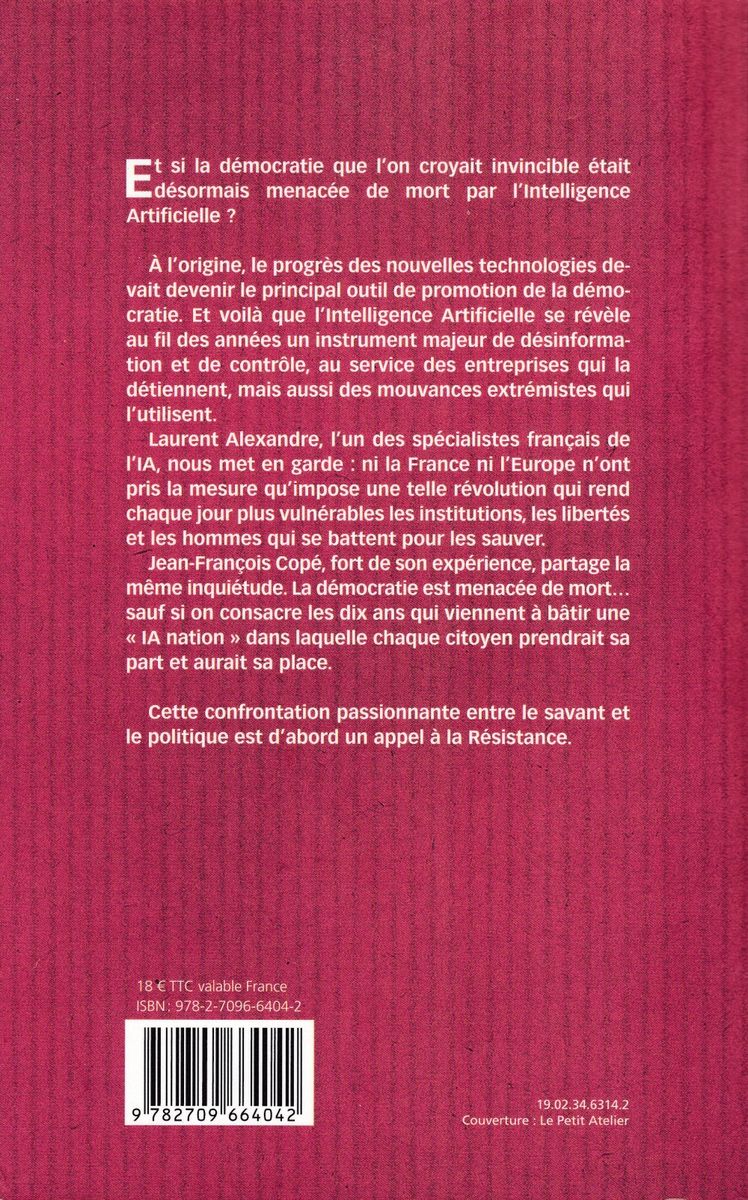 Et si la démocratie que l'on croyait invincible était
désormais menacée de mort par l'Intelligence
Artificielle ?
À l'origine, le progrès des nouvelles technologies de-
vait devenir le principal outil de promotion de la démo-
cratie. Et voilà que l'Intelligence Artificielle se révèle
au fil des années un instrument majeur de désinforma-
tion et de contrôle, au service des entreprises qui la
détiennent, mais aussi des mouvances extrémistes qui
l'utilisent.
Laurent Alexandre, l'un des spécialistes français de
l'IA, nous met en garde : ni la France ni l'Europe n'ont
pris la mesure qu'impose une telle révolution qui rend
chaque jour plus vulnérables les institutions, les libertés
et les hommes qui se battent pour les sauver.
Jean-François Copé, fort de son expérience, partage la
même inquiétude. La démocratie est menacée de mort…
sauf si on consacre les dix ans qui viennent à bâtir une
« IA nation » dans laquelle chaque citoyen prendrait sa
part et aurait sa place.
Cette confrontation passionnante entre le savant et
le politique est d'abord un appel à la Résistance.
18 € TTC valable France
ISBN : 978-2-7096-6404-2
9 782709 664042
19.02.34.6314.2
Couverture : Le Petit Atelier